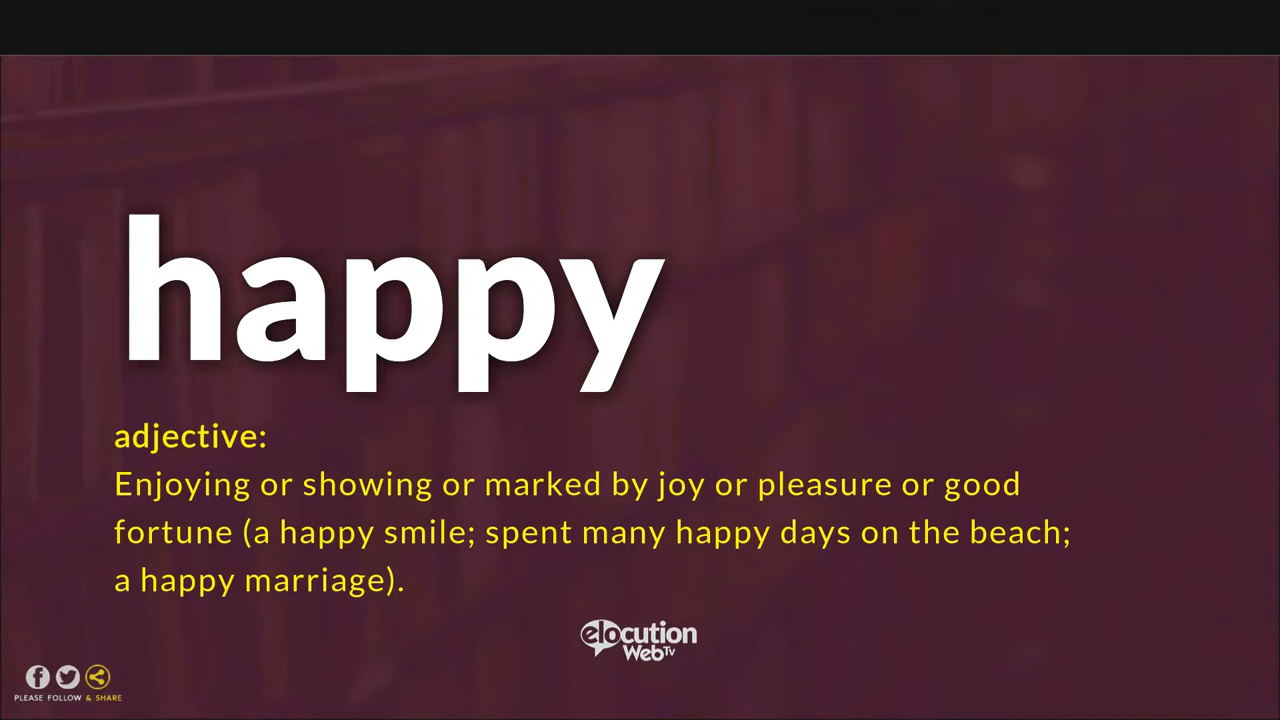 happy
adjective:
Enjoying or showing or marked by joy or pleasure or good
fortune (a happy smile; spent many happy days on the beach;
a happy marriage).
elocution
WebTv
PLEASE FOLLOW & SHARE